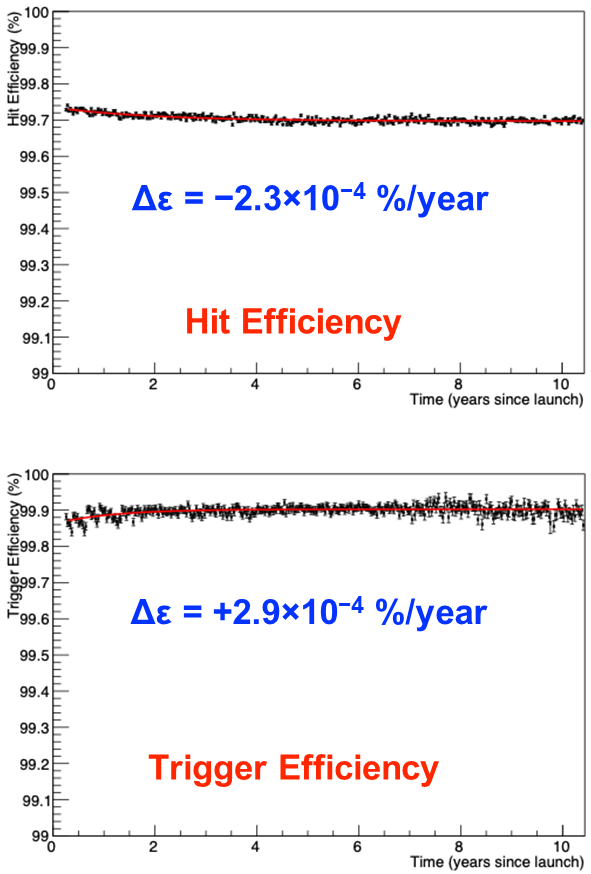 100
99.9
99.8
99.7
99.6
99.5
99.4
99.3
99.2
99.1
99
Hit Efficiency (%)
Δε = −2.3×10⁻⁴ %/year
Hit Efficiency
0 2 4 6 8 10
Time (years since launch)
100
99.9
99.8
99.7
99.6
99.5
99.4
99.3
99.2
99.1
99
Trigger Efficiency (%)
Δε = +2.9×10⁻⁴ %/year
Trigger Efficiency
0 2 4 6 8 10
Time (years since launch)